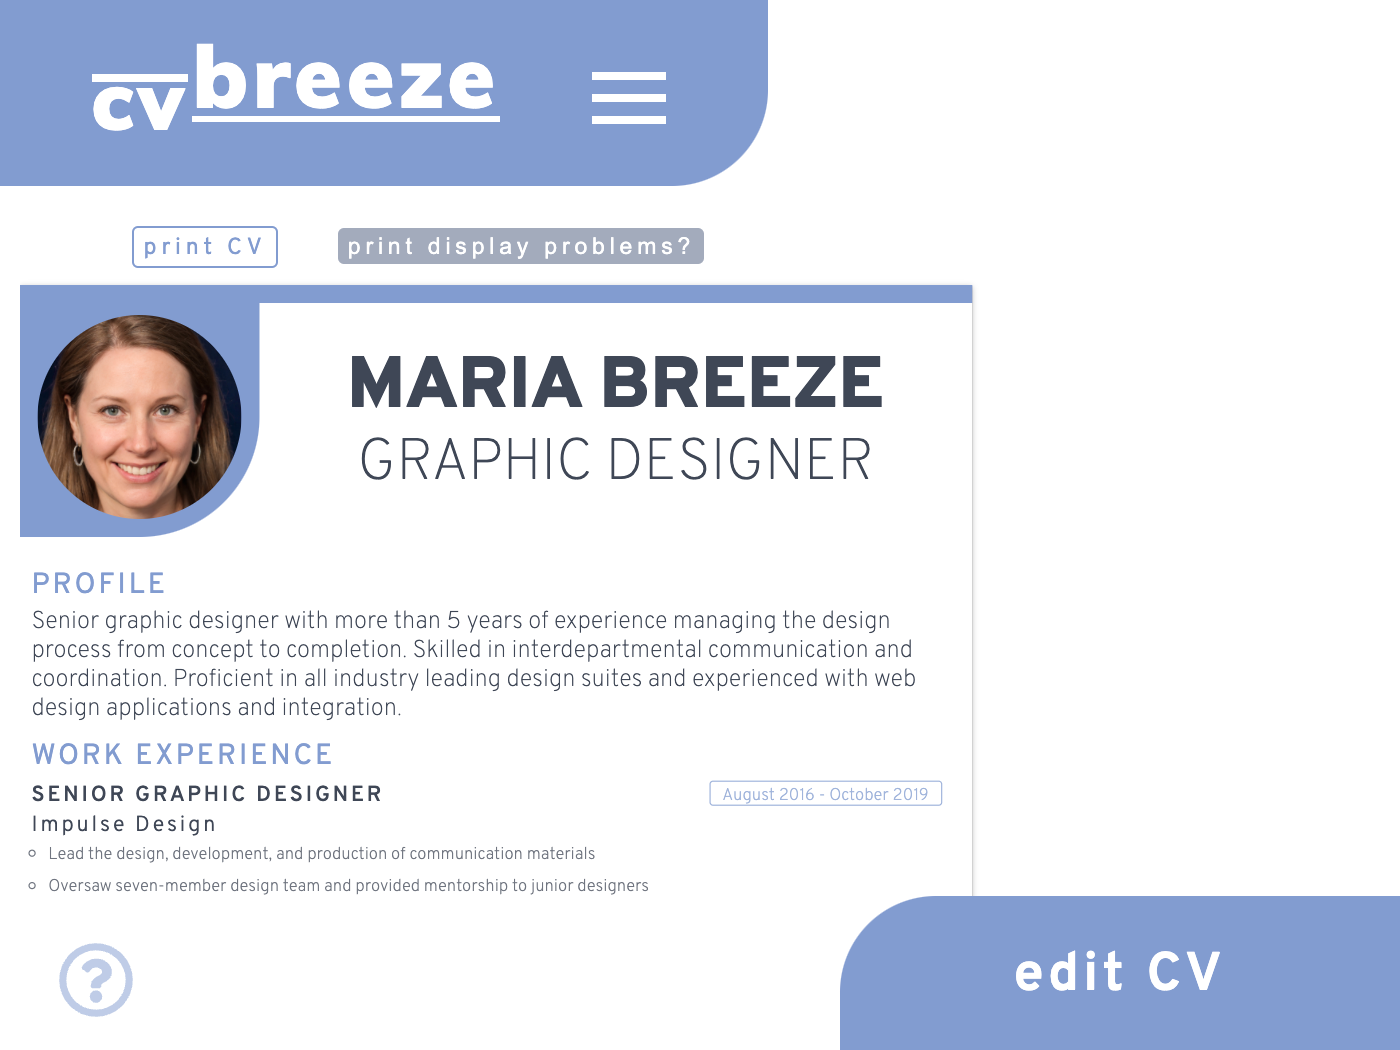 cvbreeze
print CV
print display problems?
MARIA BREEZE
GRAPHIC DESIGNER
PROFILE
Senior graphic designer with more than 5 years of experience managing the design
process from concept to completion. Skilled in interdepartmental communication and
coordination. Proficient in all industry leading design suites and experienced with web
design applications and integration.
WORK EXPERIENCE
SENIOR GRAPHIC DESIGNER
August 2016 - October 2019
Impulse Design
Lead the design, development, and production of communication materials
Oversaw seven-member design team and provided mentorship to junior designers
?
edit CV